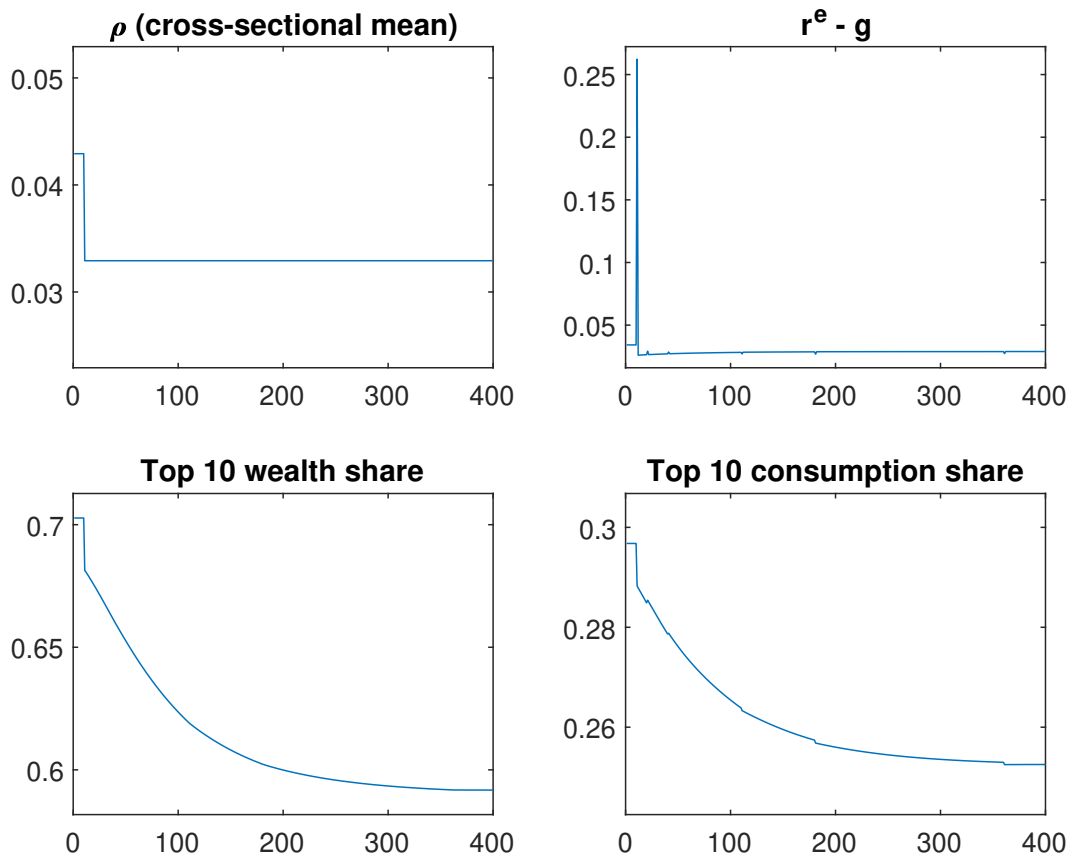 ρ (cross-sectional mean)
0.05
0.04
0.03
0 100 200 300 400
r^e - g
0.25
0.2
0.15
0.1
0.05
0 100 200 300 400
Top 10 wealth share
0.7
0.65
0.6
0 100 200 300 400
Top 10 consumption share
0.3
0.28
0.26
0 100 200 300 400